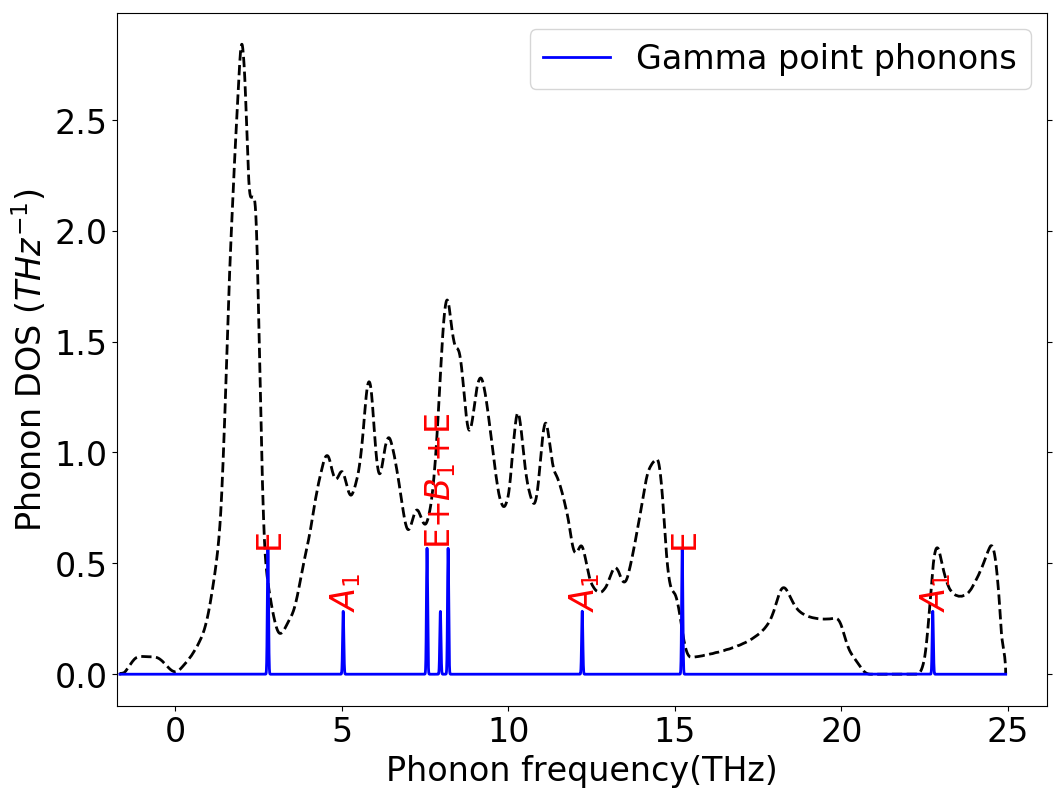 Gamma point phonons
Phonon DOS (THz⁻¹)
2.5
2.0
1.5
1.0
0.5
0.0
E
A₁
E+B₁+E
A₁
E
A₁
0
5
10
15
20
25
Phonon frequency(THz)